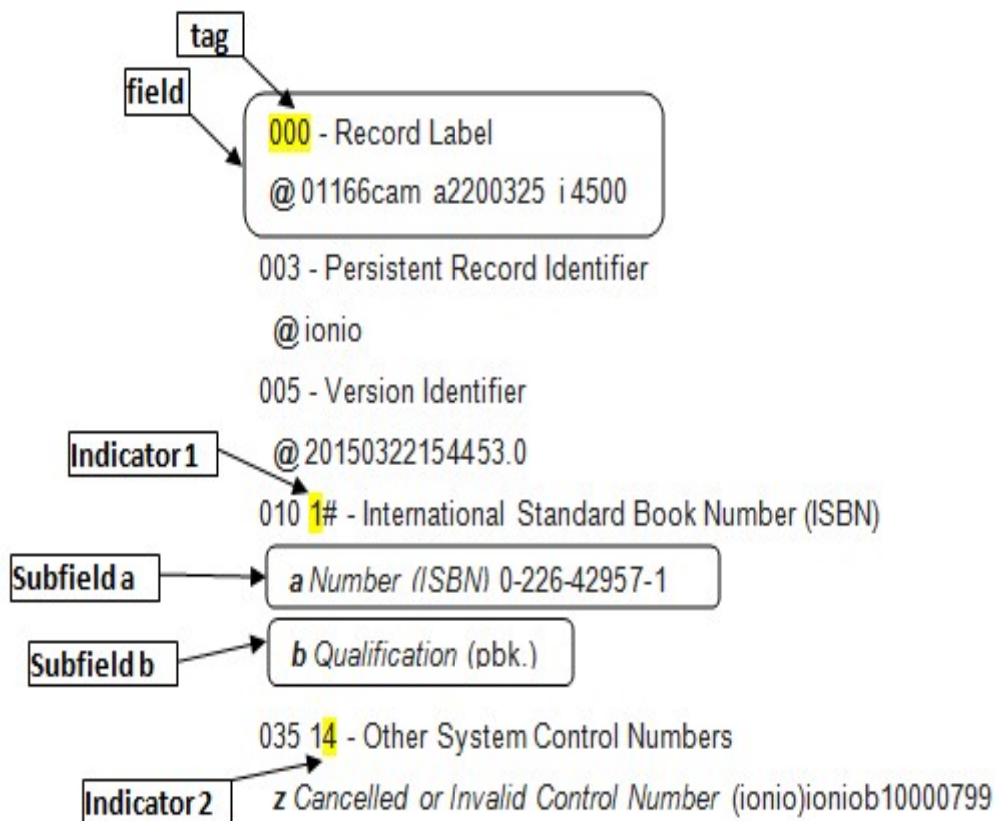 tag
field
000 - Record Label
@ 01166cam a2200325 i 4500
003 - Persistent Record Identifier
@ ionio
005 - Version Identifier
Indicator 1
@ 20150322154453.0
010 1# - International Standard Book Number (ISBN)
Subfield a
a Number (ISBN) 0-226-42957-1
Subfield b
b Qualification (pbk.)
035 14 - Other System Control Numbers
Indicator 2
z Cancelled or Invalid Control Number (ionio)ioniob10000799